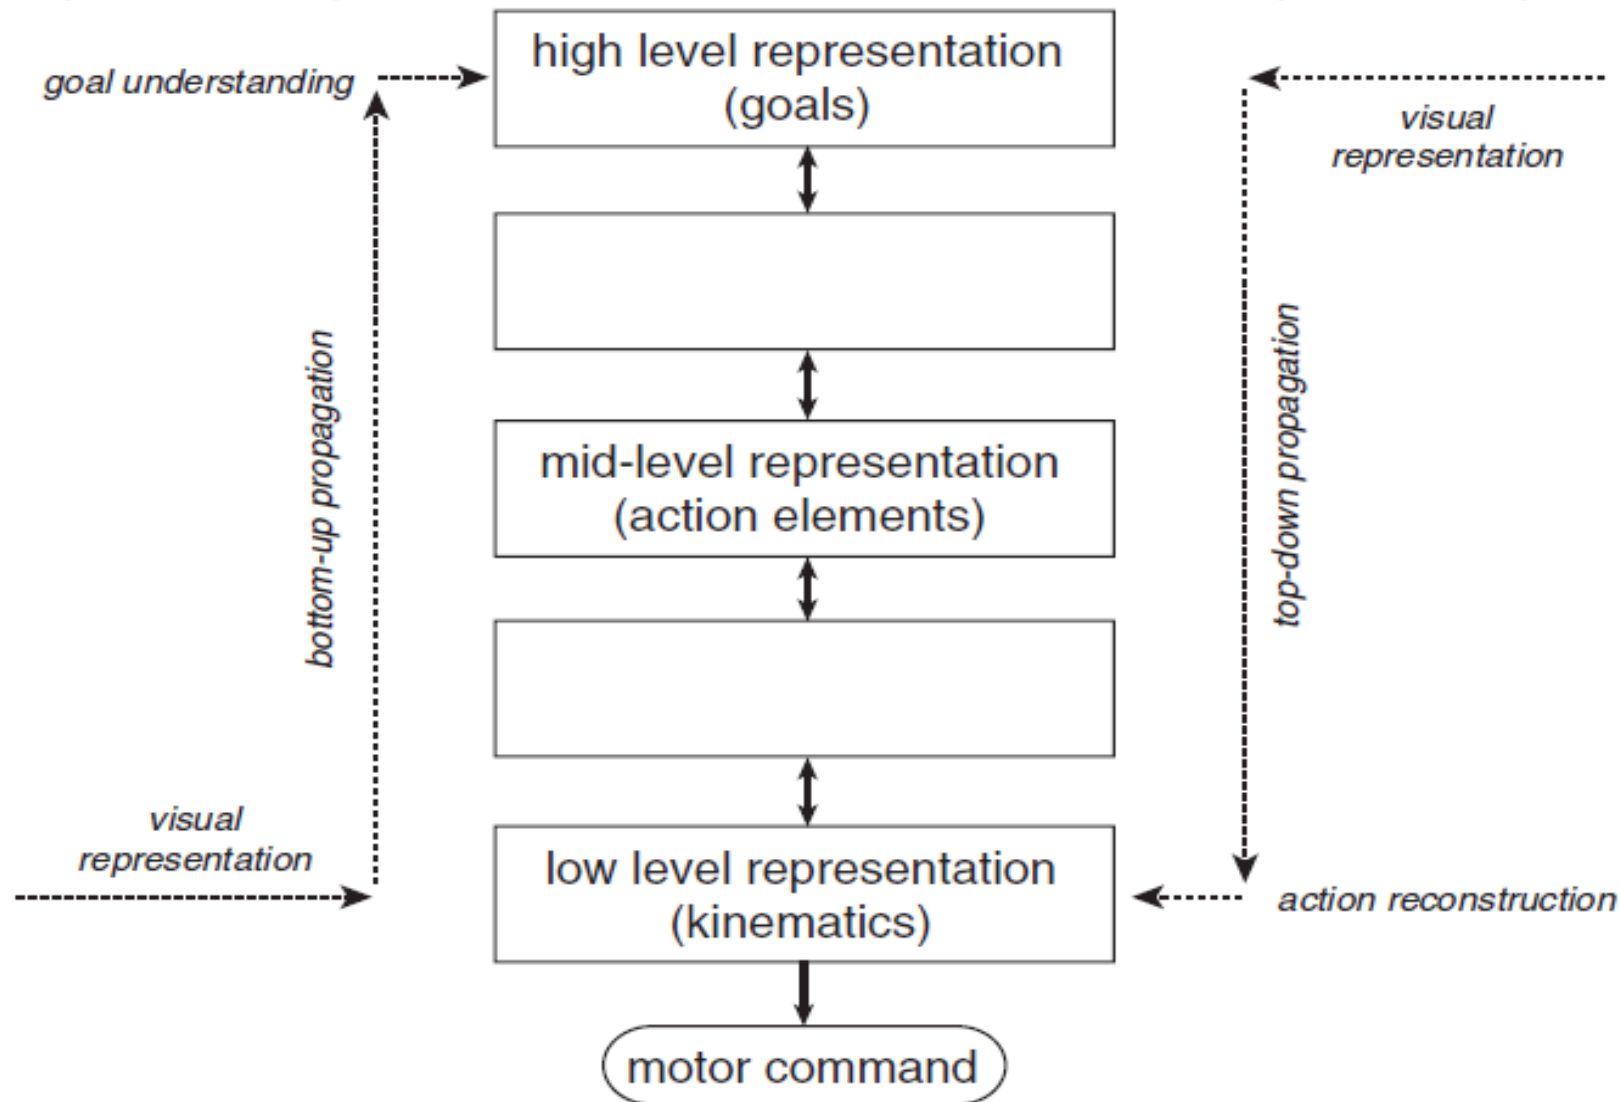 high level representation
(goals)
goal understanding
visual
representation
bottom-up propagation
top-down propagation
mid-level representation
(action elements)
visual
representation
low level representation
(kinematics)
action reconstruction
motor command